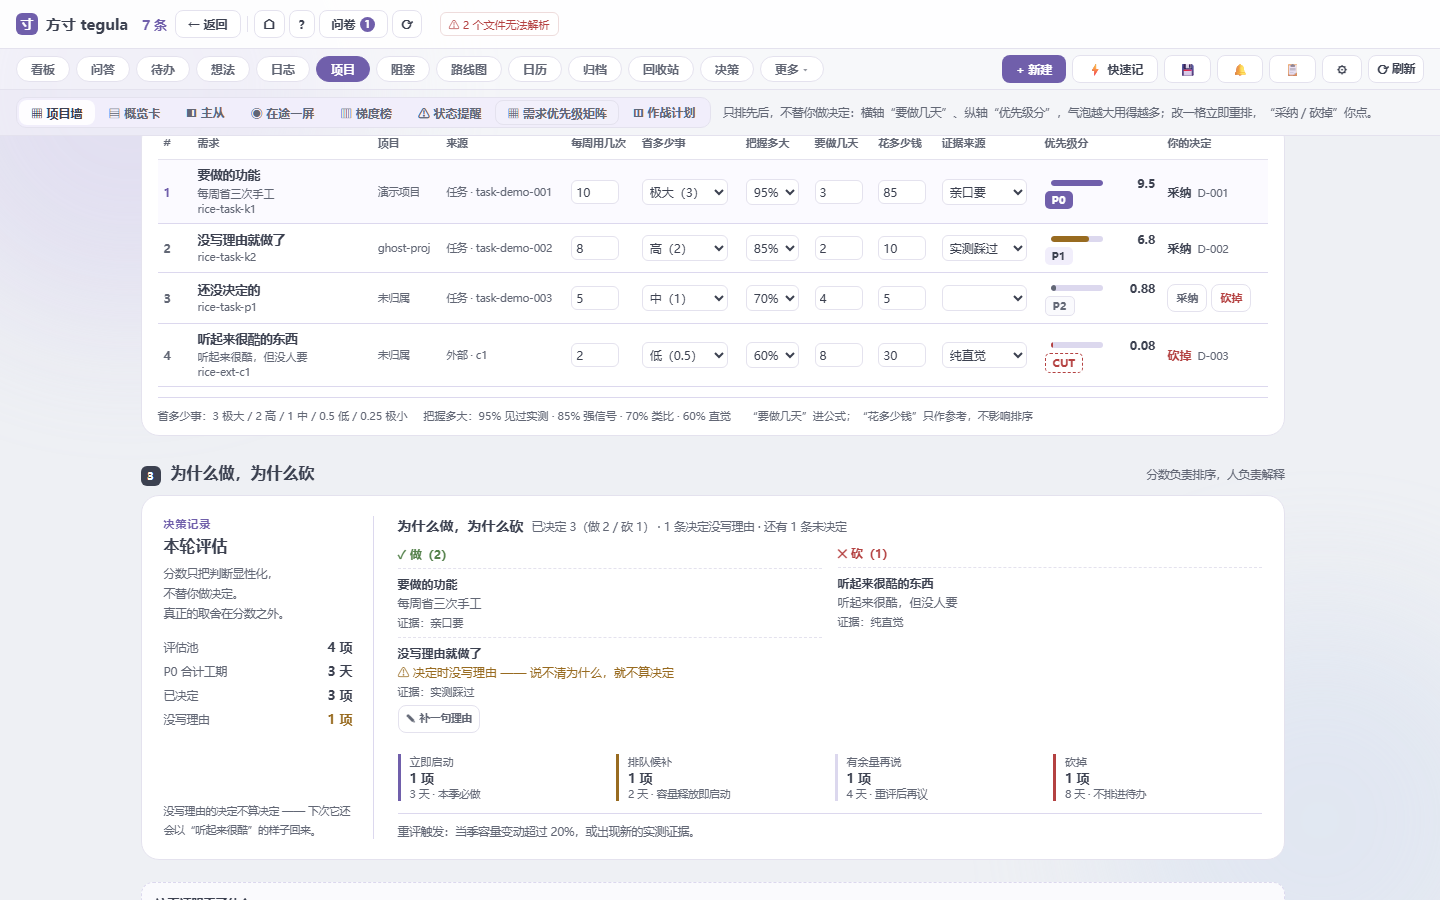 寸 方寸 tegula 7 条 ← 返回 ? 问卷 1 ⚠ 2 个文件无法解析
看板 问答 待办 想法 日志 项目 阻塞 路线图 日历 归档 回收站 决策 更多 + 新建 快速记 刷新
项目墙 概览卡 主从 在途一屏 梯度榜 状态提醒 需求优先级矩阵 作战计划 只排先后，不替你做决定：横轴“要做几天”、纵轴“优先级分”，气泡越大用得越多；改一格立即重排，“采纳 / 砍掉”你点。
# 需求 项目 来源 每周用几次 省多少事 把握多大 要做几天 花多少钱 证据来源 优先级分 你的决定
1 要做的功能 每周省三次手工 rice-task-k1 演示项目 任务 · task-demo-001 10 极大（3） 95% 3 85 亲口要 9.5 P0 采纳 D-001
2 没写理由就做了 rice-task-k2 ghost-proj 任务 · task-demo-002 8 高（2） 85% 2 10 实测踩过 6.8 P1 采纳 D-002
3 还没决定的 rice-task-p1 未归属 任务 · task-demo-003 5 中（1） 70% 4 5 0.88 P2 采纳 砍掉
4 听起来很酷的东西 听起来很酷，但没人要 rice-ext-c1 未归属 外部 · c1 2 低（0.5） 60% 8 30 纯直觉 0.08 CUT 砍掉 D-003
省多少事：3 极大 / 2 高 / 1 中 / 0.5 低 / 0.25 极小 把握多大：95% 见过实测 · 85% 强信号 · 70% 类比 · 60% 直觉 “要做几天”进公式；“花多少钱”只作参考，不影响排序
3 为什么做，为什么砍 分数负责排序，人负责解释
决策记录
本轮评估
分数只把判断显性化，
不替你做决定。
真正的取舍在分数之外。
评估池 4 项
P0 合计工期 3 天
已决定 3 项
没写理由 1 项
没写理由的决定不算决定 —— 下次它还
会以“听起来很酷”的样子回来。
为什么做，为什么砍 已决定 3（做 2 / 砍 1） · 1 条决定没写理由 · 还有 1 条未决定
✓ 做（2）
要做的功能
每周省三次手工
证据：亲口要
没写理由就做了
⚠ 决定时没写理由 —— 说不清为什么，就不算决定
证据：实测踩过
✎ 补一句理由
✕ 砍（1）
听起来很酷的东西
听起来很酷，但没人要
证据：纯直觉
立即启动
1 项
3 天 · 本季必做
排队候补
1 项
2 天 · 容量释放即启动
有余量再说
1 项
4 天 · 重评后再议
砍掉
1 项
8 天 · 不排进待办
重评触发：当季容量变动超过 20%，或出现新的实测证据。